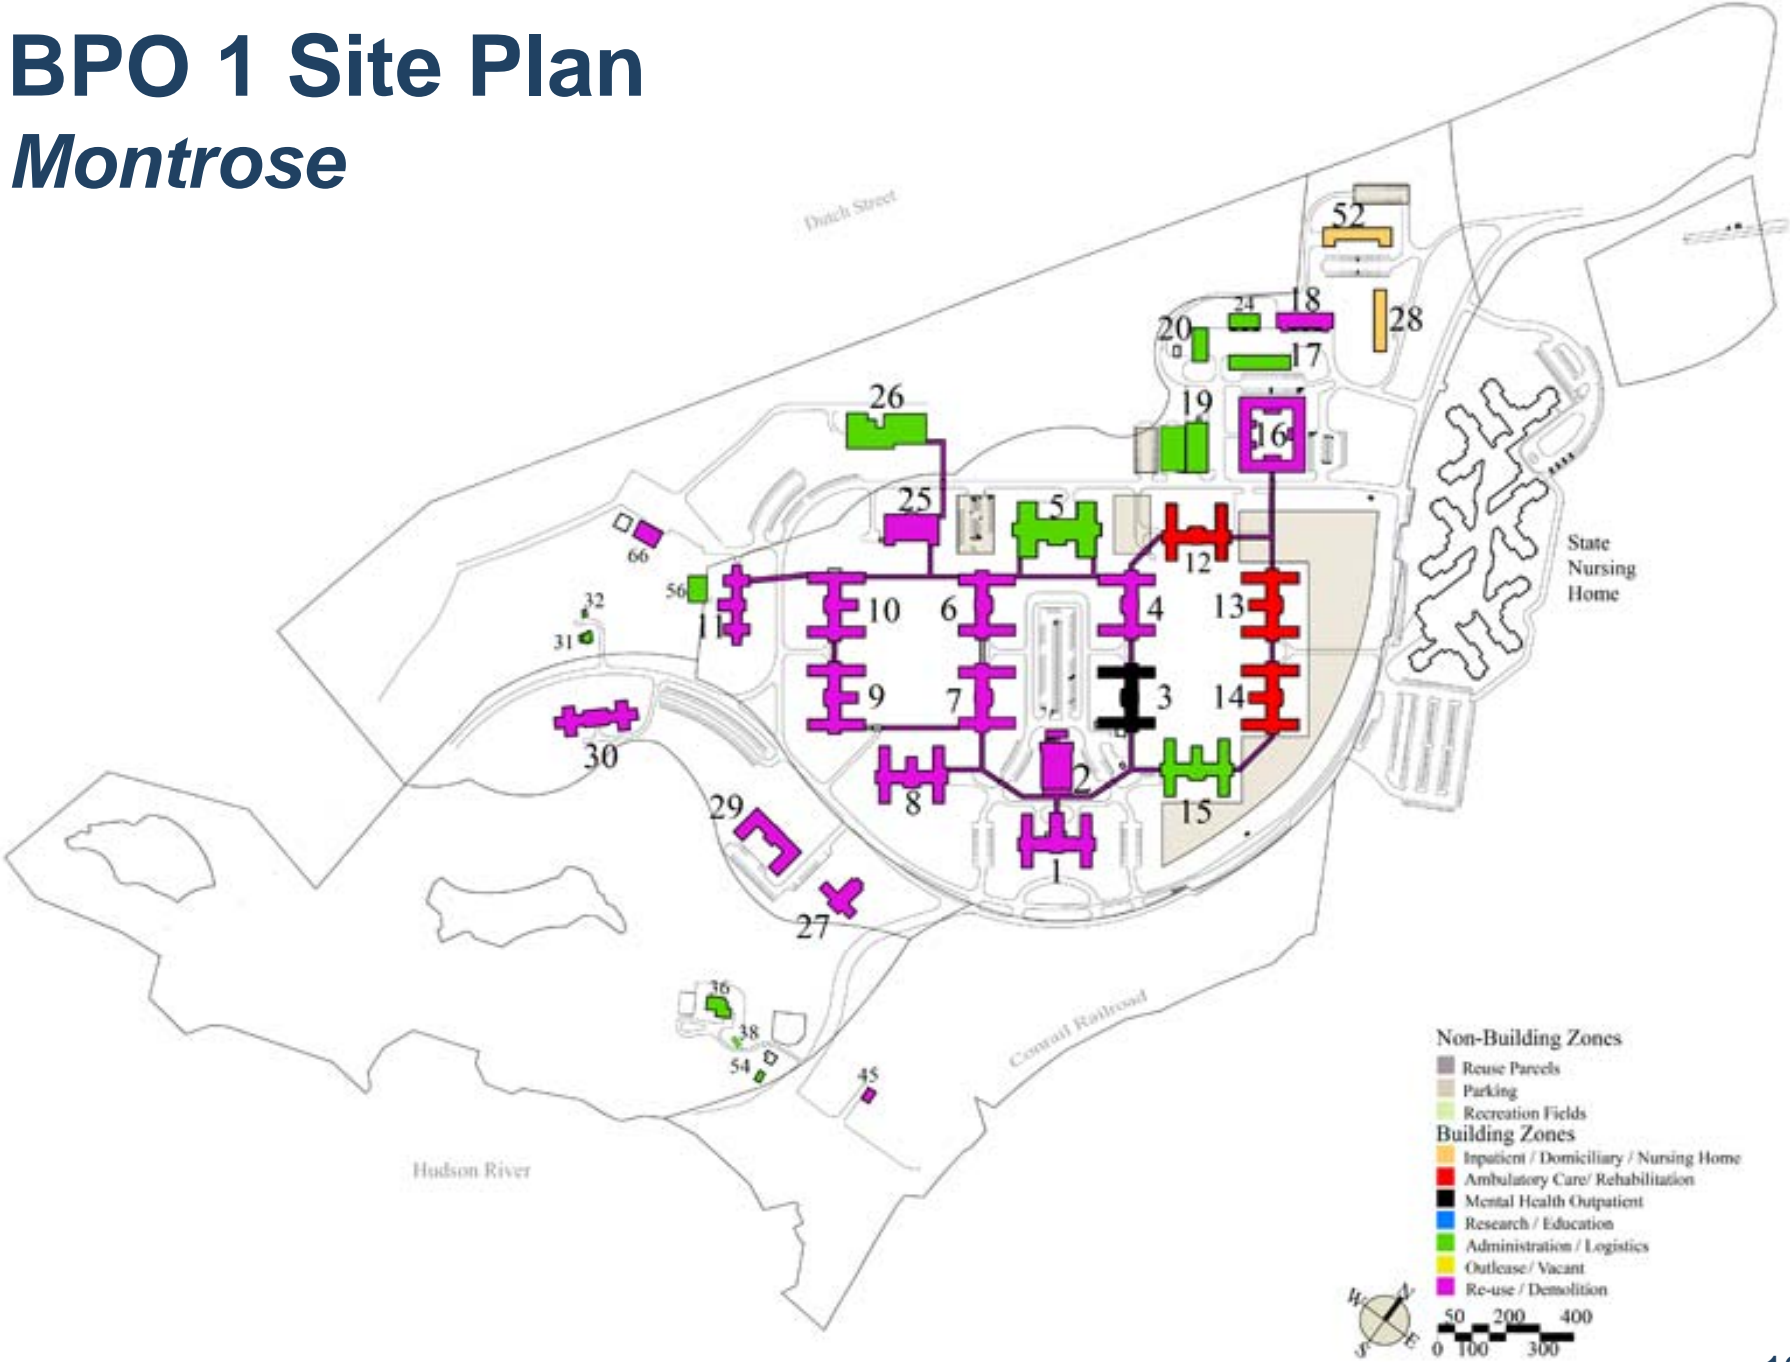 BPO 1 Site Plan
Montrose
Dutch Street
52
24
18
28
20
17
26
19
16
25
5
12
State
Nursing
Home
66
56
32
31
11
10
6
4
13
9
7
3
14
30
29
8
2
15
1
27
36
38
54
45
Conrail Railroad
Hudson River
Non-Building Zones
Reuse Parcels
Parking
Recreation Fields
Building Zones
Inpatient / Domiciliary / Nursing Home
Ambulatory Care/ Rehabilitation
Mental Health Outpatient
Research / Education
Administration / Logistics
Outlease / Vacant
Re-use / Demolition
W N
S E
50 200 400
0 100 300